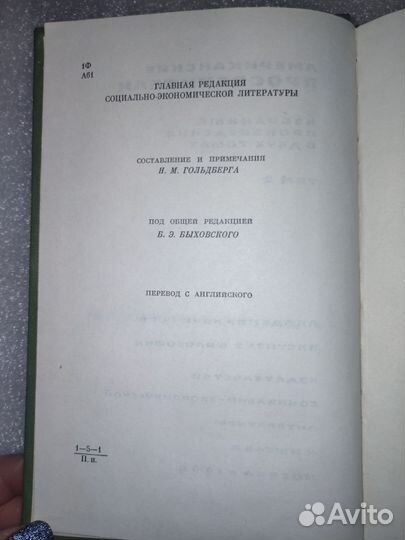 1Ф
А61
ГЛАВНАЯ РЕДАКЦИЯ
СОЦИАЛЬНО-ЭКОНОМИЧЕСКОЙ ЛИТЕРАТУРЫ
СОСТАВЛЕНИЕ И ПРИМЕЧАНИЯ
Н. М. ГОЛЬДБЕРГА
ПОД ОБЩЕЙ РЕДАКЦИЕЙ
Б. Э. БЫХОВСКОГО
ПЕРЕВОД С АНГЛИЙСКОГО
1—5—1
П. и.
Avito